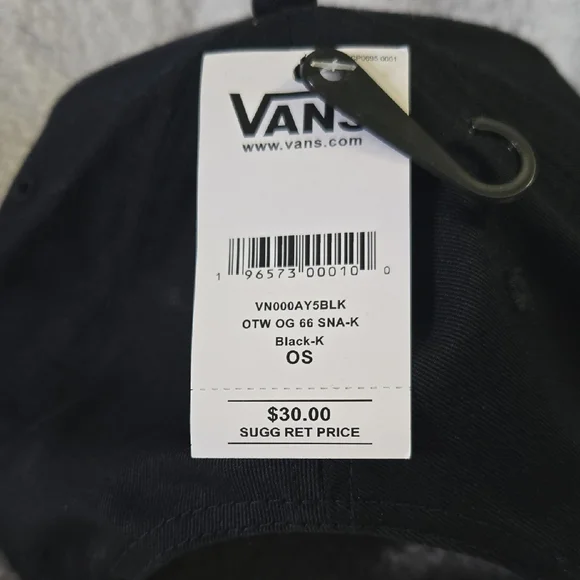 VANS
www.vans.com
1 96573 00010 0
VN000AY5BLK
OTW OG 66 SNA-K
Black-K
OS
$30.00
SUGG RET PRICE